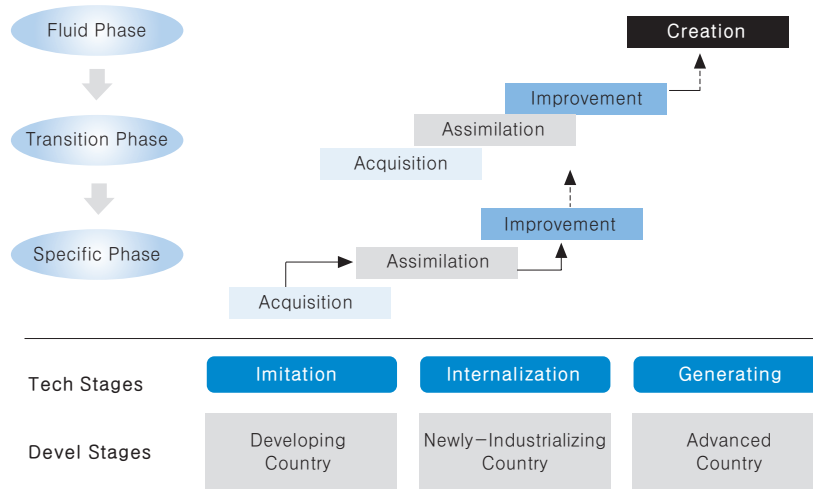 Fluid Phase
Creation
Improvement
Transition Phase
Assimilation
Acquisition
Improvement
Specific Phase
Assimilation
Acquisition
Tech Stages
Imitation
Internalization
Generating
Devel Stages
Developing
Country
Newly-Industrializing
Country
Advanced
Country